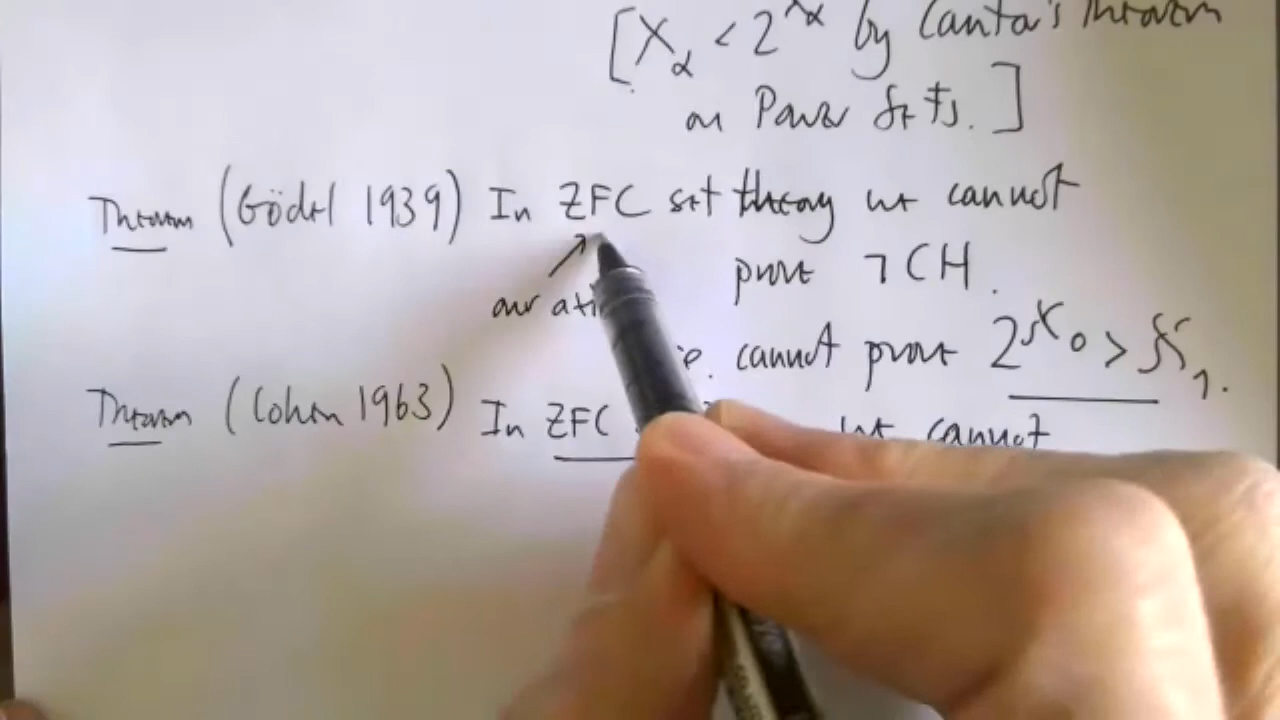 [ℵ_α < 2^ℵ_α by Cantor's Theorem
on Power Sets.]
Theorem (Gödel 1939) In ZFC set theory we cannot
prove ¬CH.
our
cannot prove 2^ℵ₀ > ℵ₁.
Theorem (Cohen 1963) In ZFC we cannot